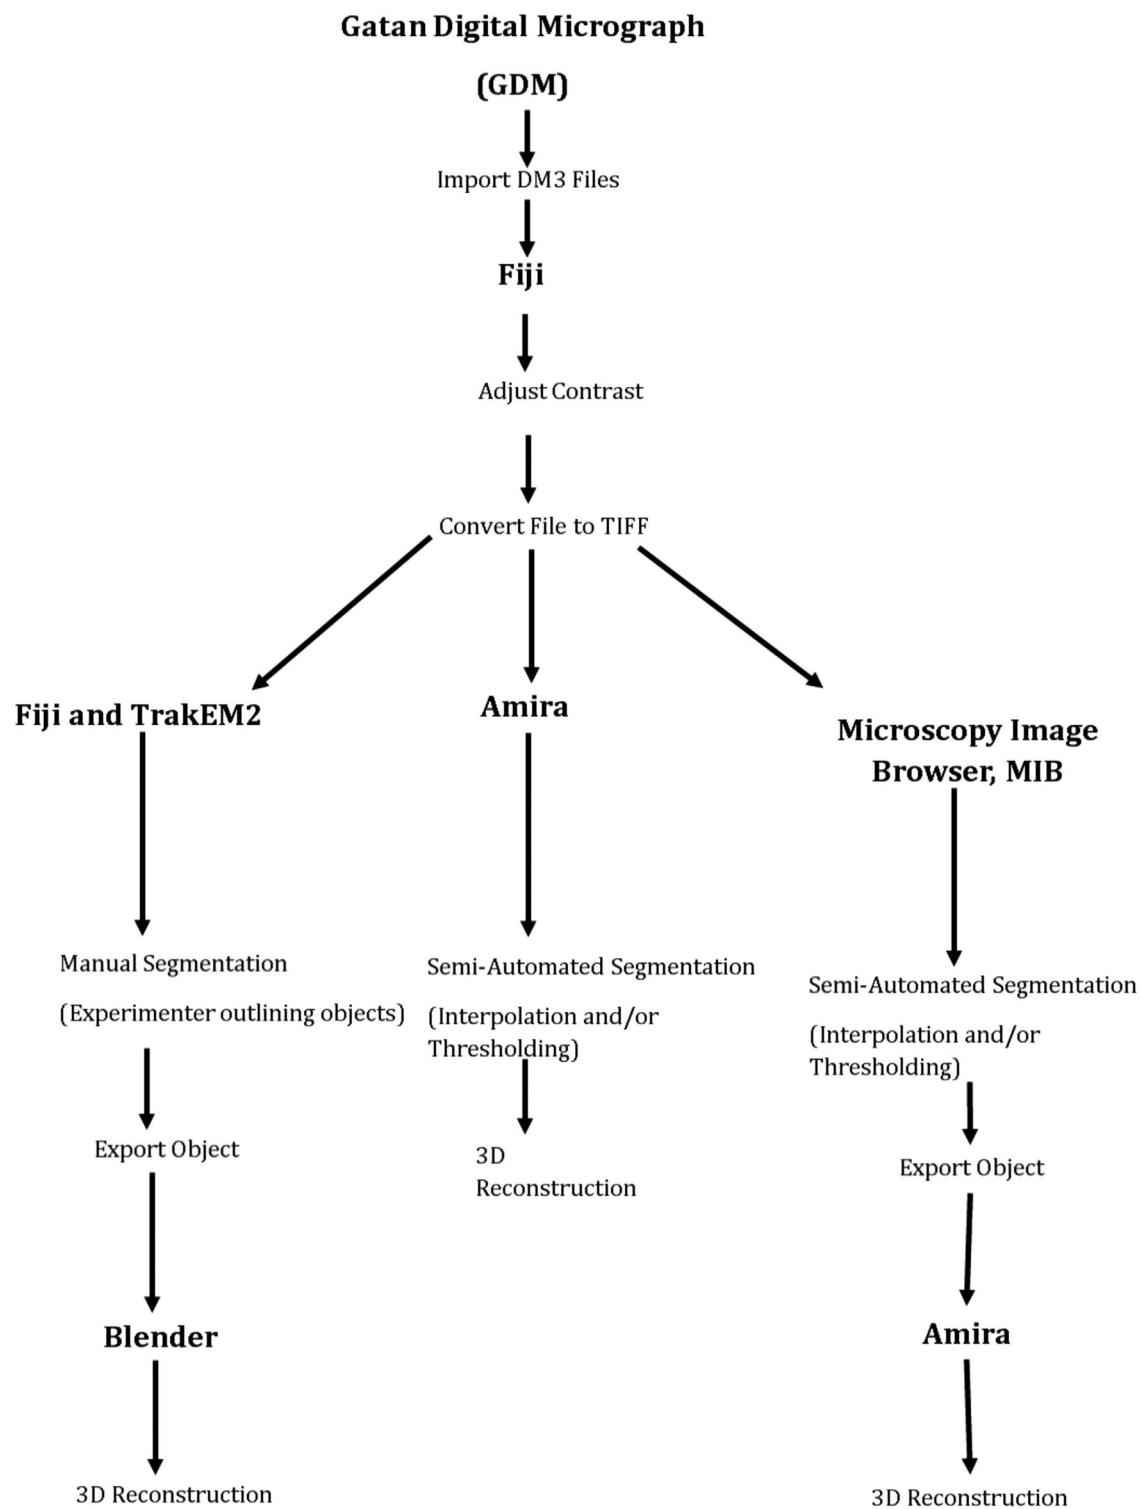 Gatan Digital Micrograph
(GDM)
Import DM3 Files
Fiji
Adjust Contrast
Convert File to TIFF
Fiji and TrakEM2
Manual Segmentation
(Experimenter outlining objects)
Export Object
Blender
3D Reconstruction
Amira
Semi-Automated Segmentation
(Interpolation and/or
Thresholding)
3D
Reconstruction
Microscopy Image
Browser, MIB
Semi-Automated Segmentation
(Interpolation and/or
Thresholding)
Export Object
Amira
3D Reconstruction